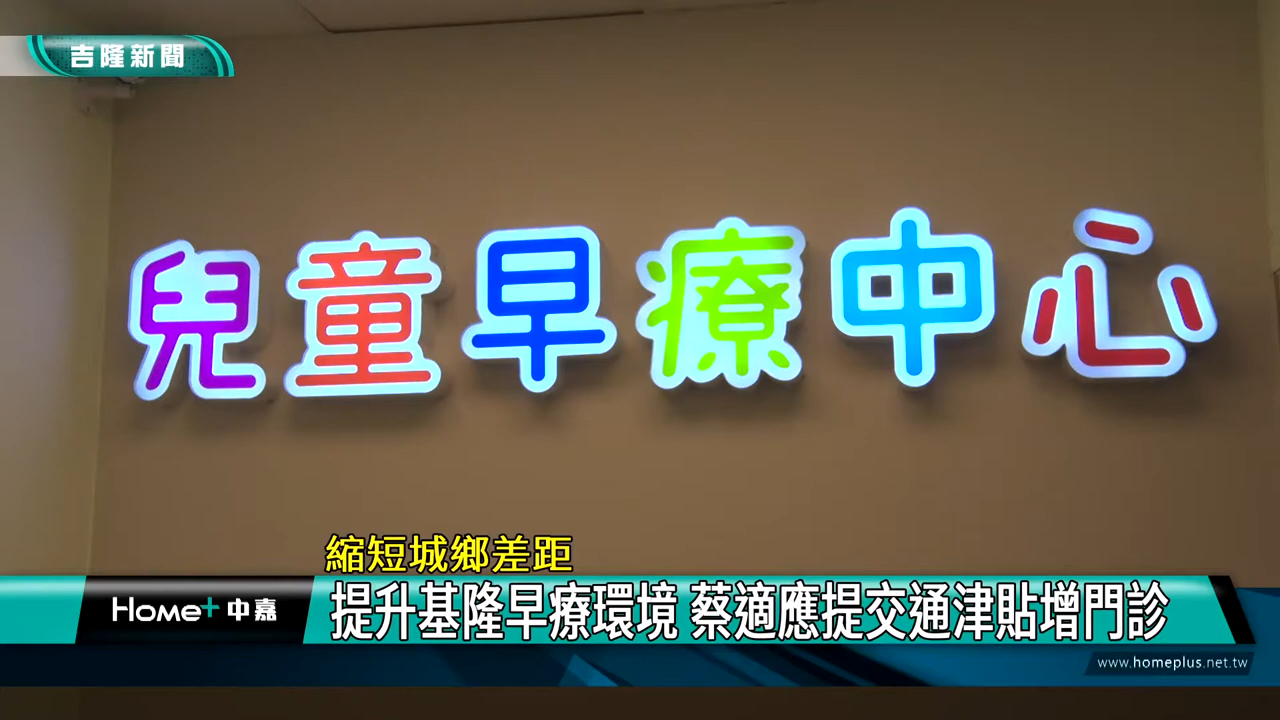 吉隆新聞
兒童早療中心
縮短城鄉差距
Home+ 中嘉
提升基隆早療環境 蔡適應提交通津貼增門診
www.homeplus.net.tw